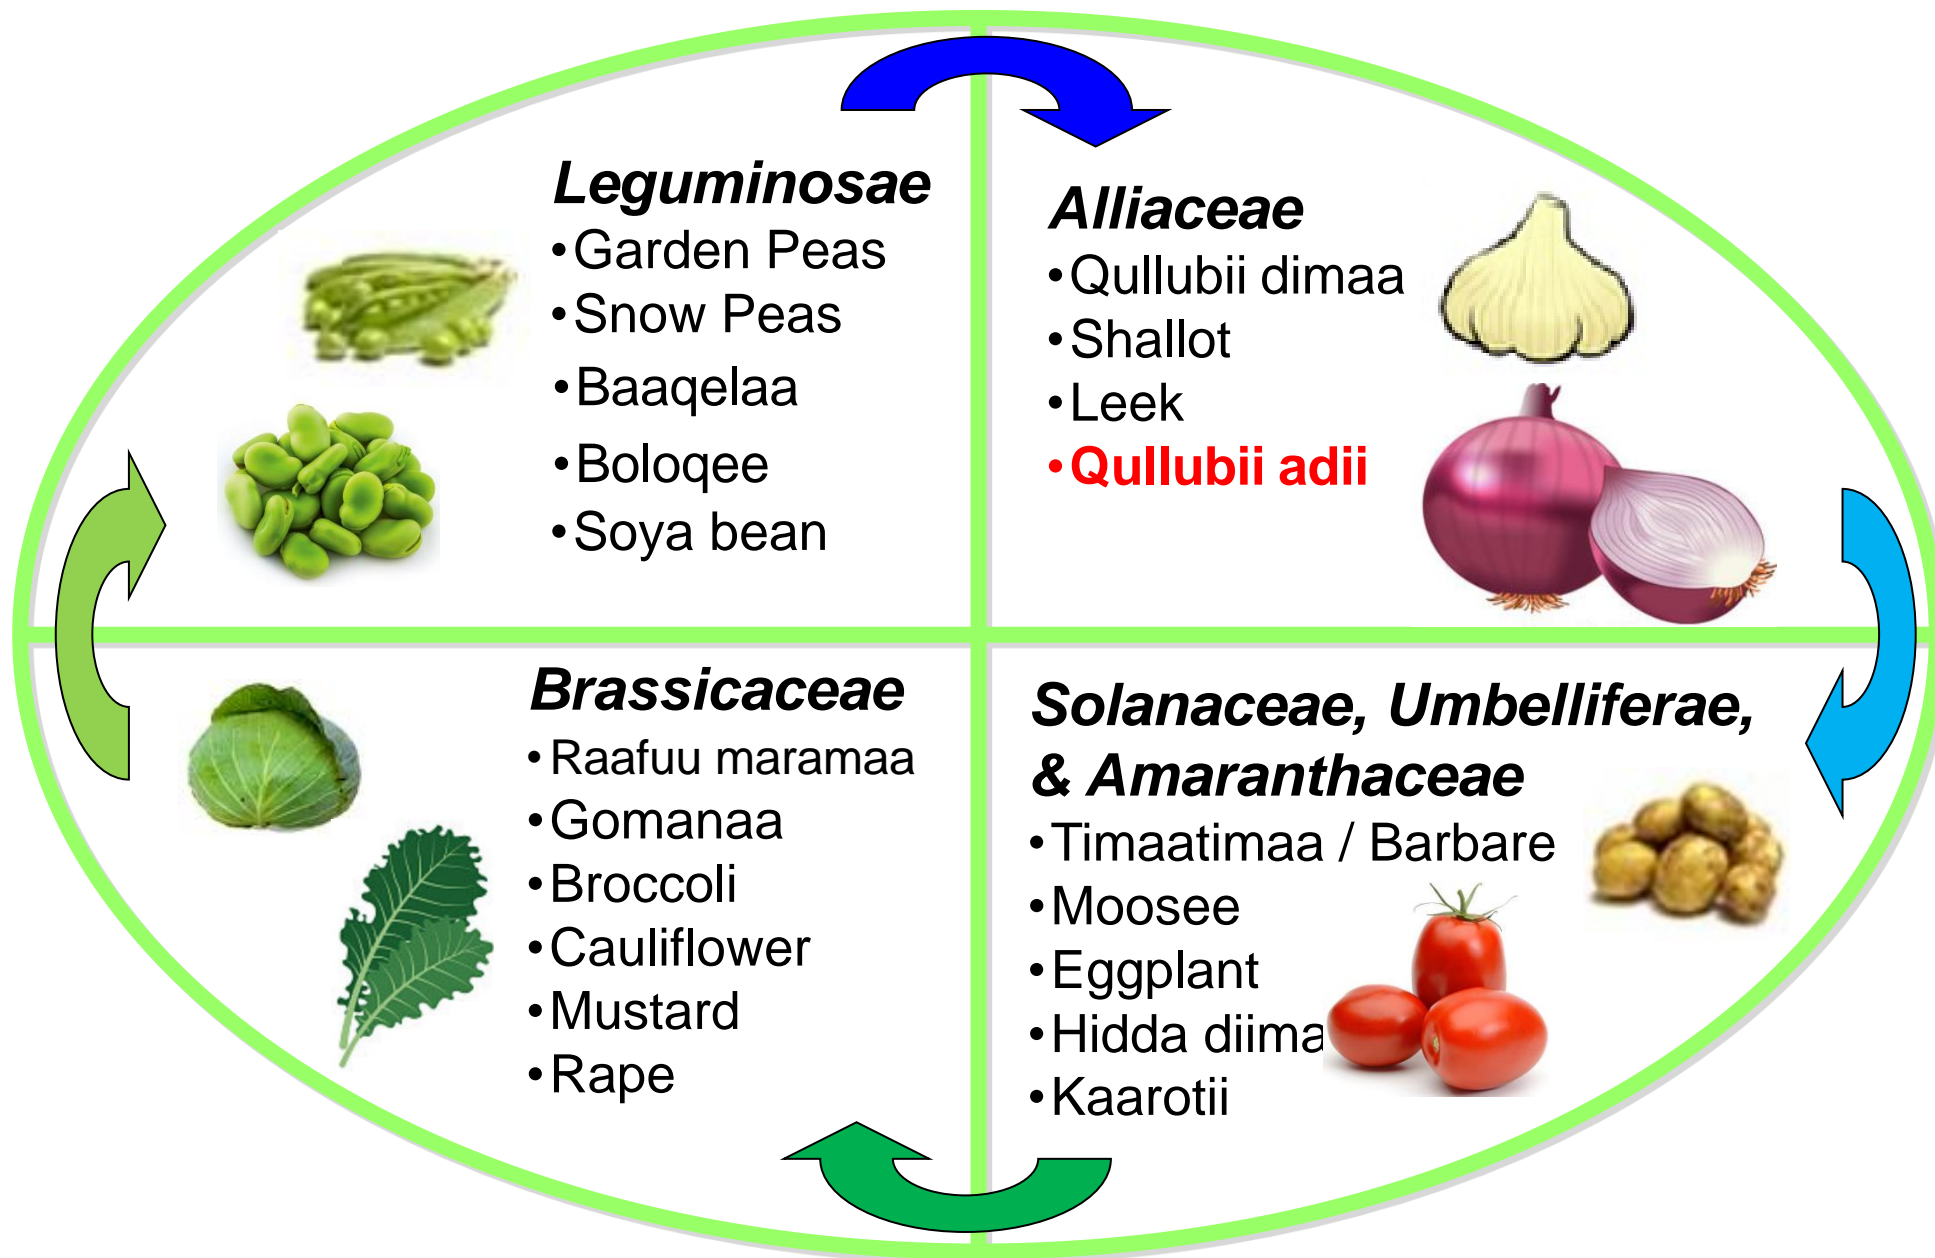 Leguminosae
•Garden Peas
•Snow Peas
•Baaqelaa
•Boloqee
•Soya bean
Alliaceae
•Qullubii dimaa
•Shallot
•Leek
•Qullubii adii
Brassicaceae
•Raafuu maramaa
•Gomanaa
•Broccoli
•Cauliflower
•Mustard
•Rape
Solanaceae, Umbelliferae,
& Amaranthaceae
•Timaatimaa / Barbare
•Moosee
•Eggplant
•Hidda diima
•Kaarotii